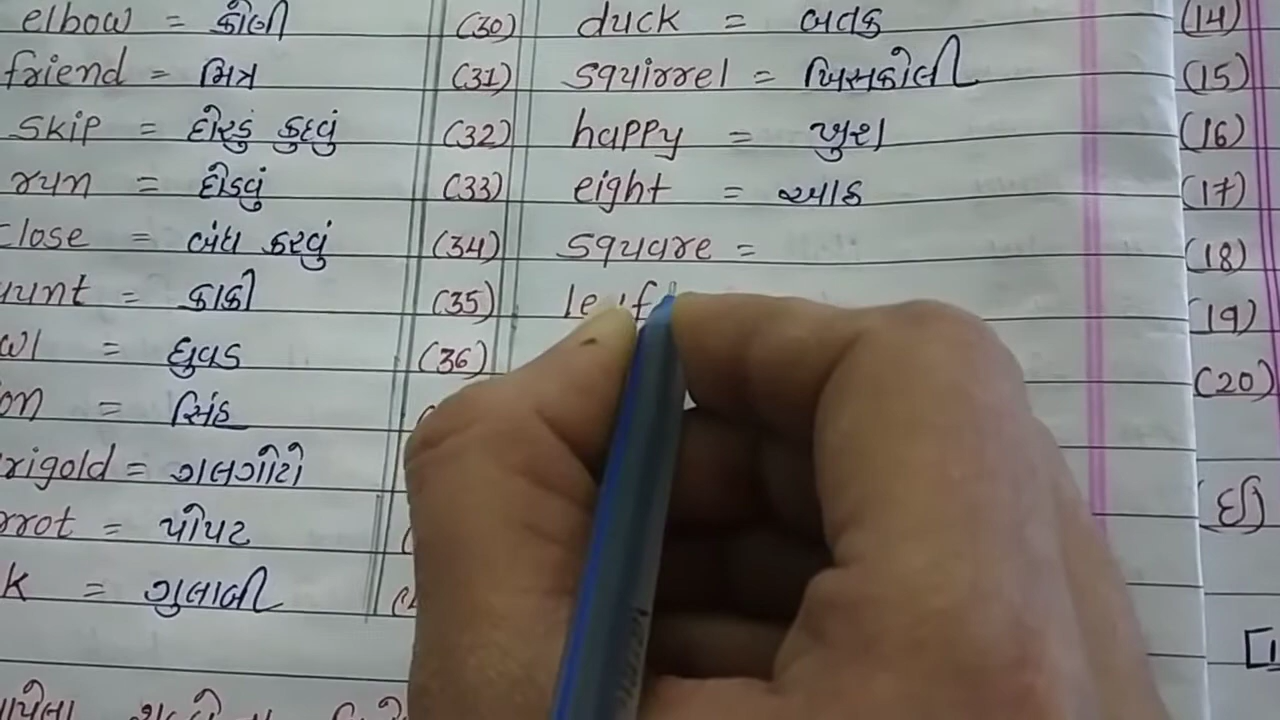 elbow = કોણી (30) duck = બતક (14)
friend = મિત્ર (31) squirrel = ખિસકોલી (15)
skip = દોરડું કુદવું (32) happy = ખુશ (16)
run = દોડવું (33) eight = આઠ (17)
close = બંધ કરવું (34) square = (18)
unt = કાકી (35) (19)
wl = ઘુવડ (36) (20)
on = સિંહ
rigold = ગલગોટો
rrot = પોપટ (ઈ)
k = ગુલાબી